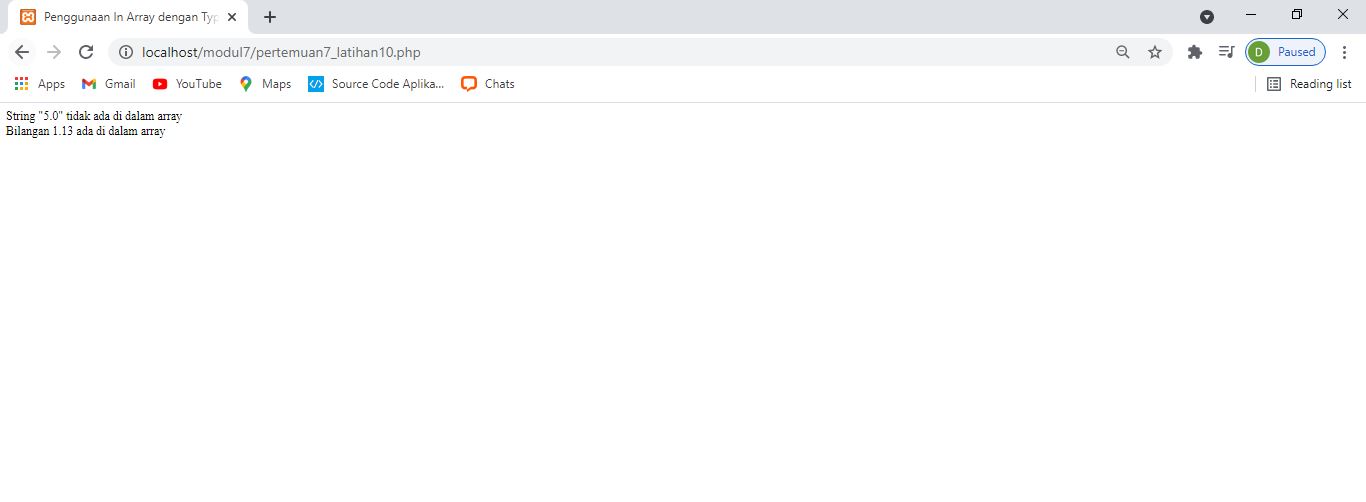 Penggunaan In Array dengan Typ
localhost/modul7/pertemuan7_latihan10.php
D Paused
Apps Gmail YouTube Maps Source Code Aplika... Chats Reading list
String "5.0" tidak ada di dalam array
Bilangan 1.13 ada di dalam array